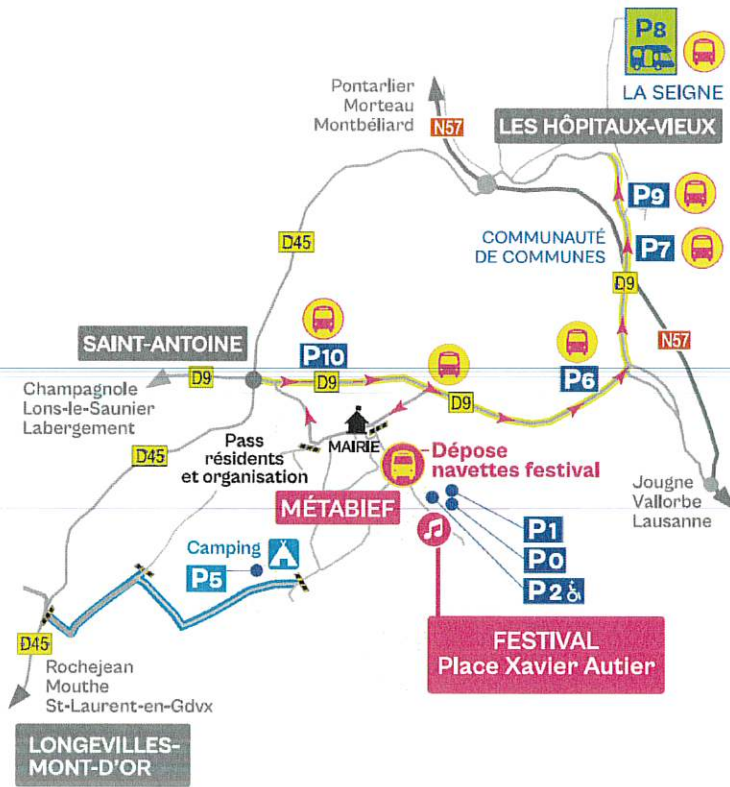 P8
LA SEIGNE
Pontarlier
Morteau
Montbéliard
N57
LES HÔPITAUX-VIEUX
P9
D45
COMMUNAUTÉ
DE COMMUNES
P7
D9
SAINT-ANTOINE
P10
N57
D9
D9
P6
D9
Champagnole
Lons-le-Saunier
Labergement
D45
Pass
résidents
et organisation
MAIRIE
Dépose
navettes festival
MÉTABIEF
Jougne
Vallorbe
Lausanne
P1
P0
P2
Camping
P5
FESTIVAL
Place Xavier Autier
D45
Rochejean
Mouthe
St-Laurent-en-Gdvx
LONGEVILLES-
MONT-D'OR